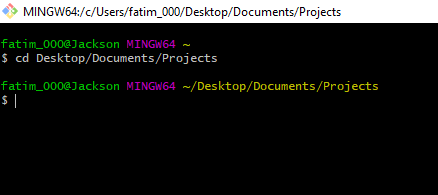 MINGW64:/c/Users/fatim_000/Desktop/Documents/Projects
fatim_000@Jackson MINGW64 ~
$ cd Desktop/Documents/Projects
fatim_000@Jackson MINGW64 ~/Desktop/Documents/Projects
$